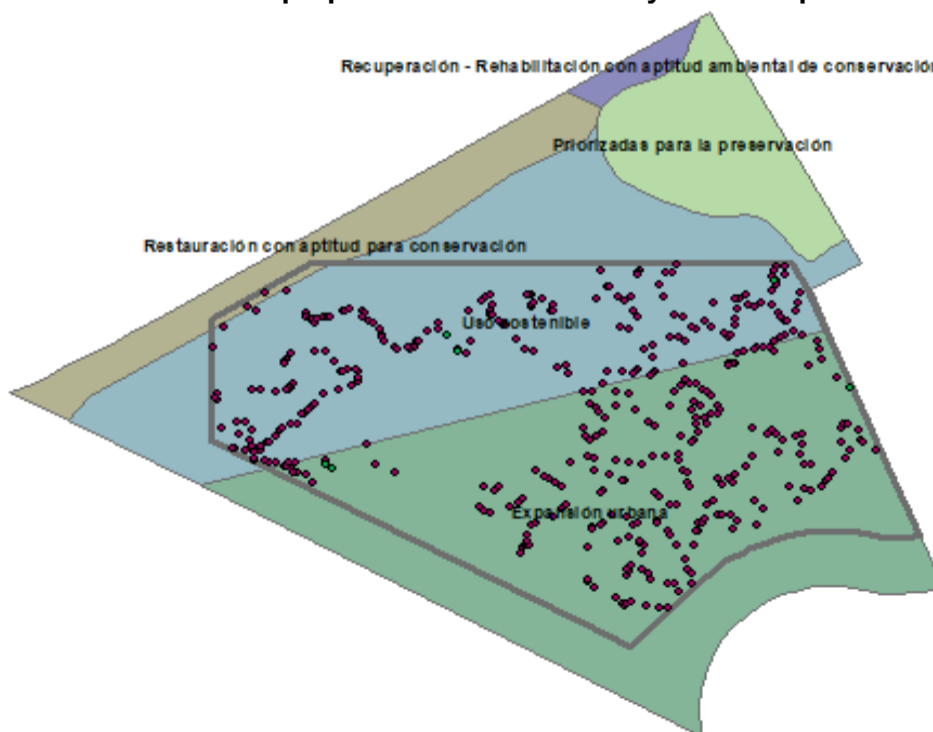 Recuperación - Rehabilitación con aptitud ambiental de conservación
Priorizadas para la preservación
Restauración con aptitud para conservación
Uso sostenible
Expansión urbana